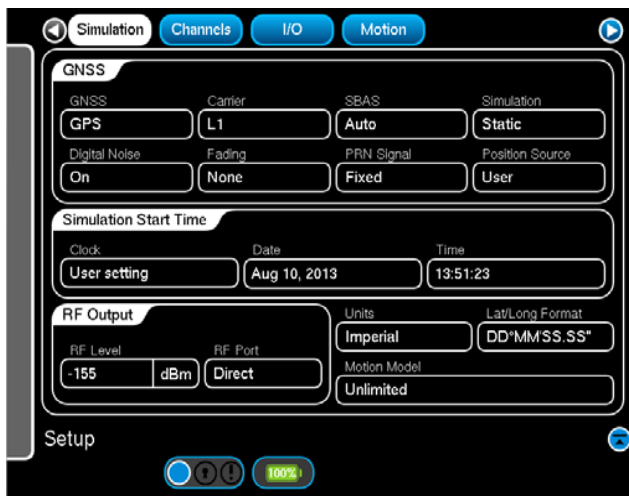 Simulation Channels I/O Motion
GNSS
GNSS Carrier SBAS Simulation
GPS L1 Auto Static
Digital Noise Fading PRN Signal Position Source
On None Fixed User
Simulation Start Time
Clock Date Time
User setting Aug 10, 2013 13:51:23
RF Output
RF Level RF Port
-155 dBm Direct
Units Lat/Long Format
Imperial DD°MM'SS.SS"
Motion Model
Unlimited
Setup
100%